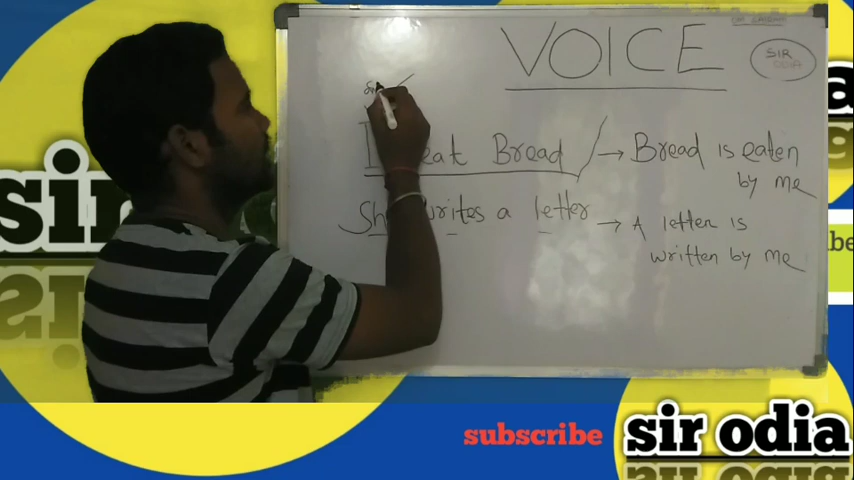 VOICE
SIR
ODIA
I eat Bread / → Bread is eaten
by me
She writes a letter → A letter is
written by me
subscribe
sir odia